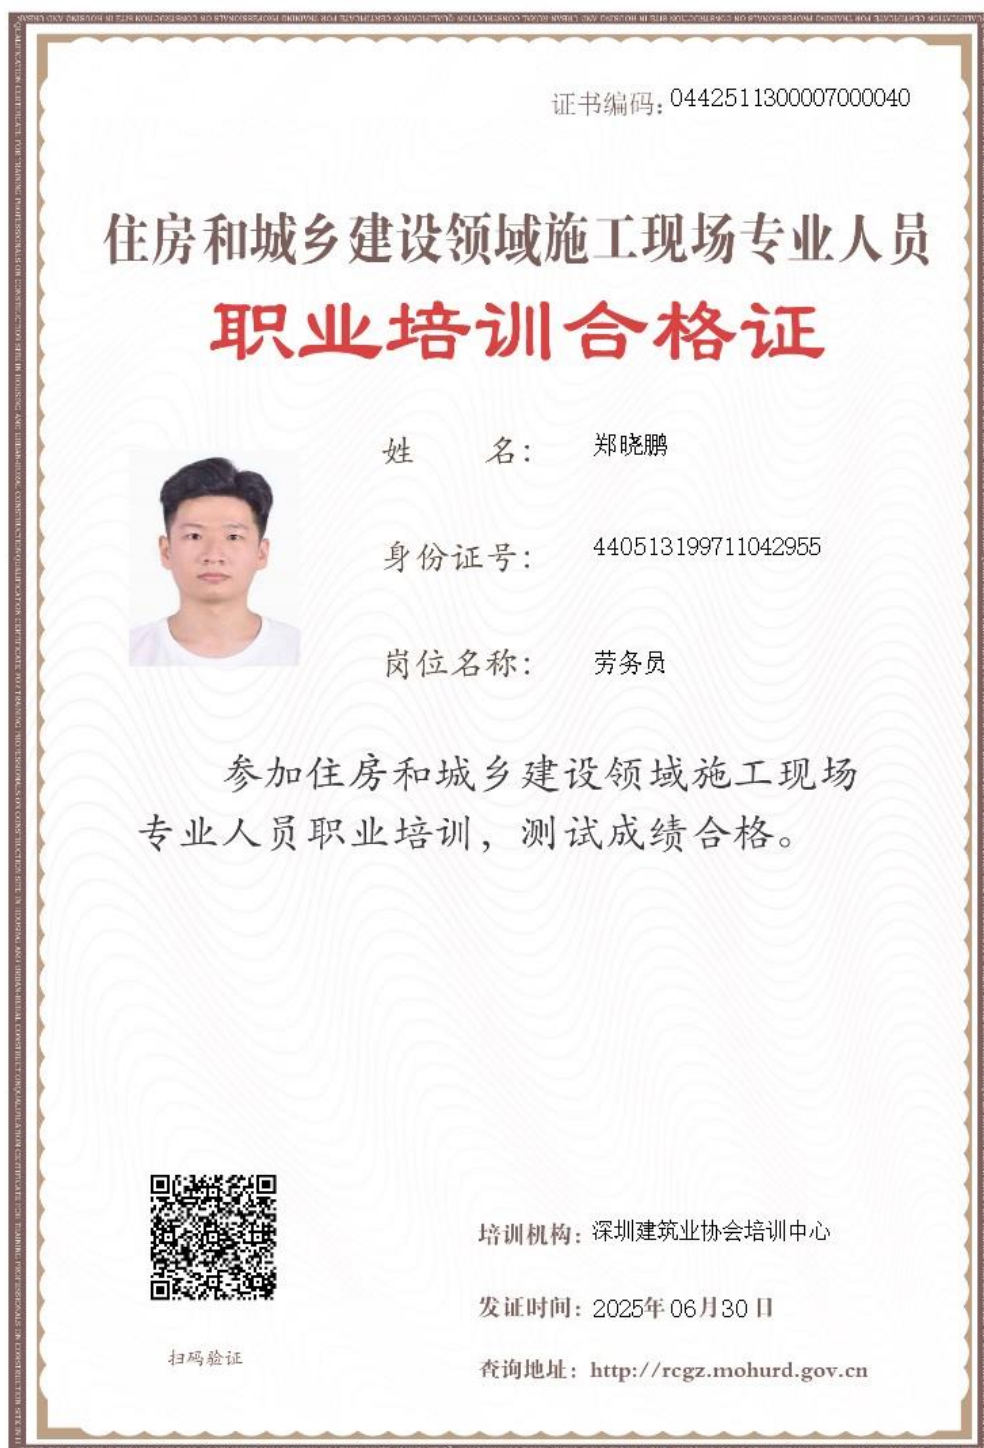 证书编码：0442511300007000040
住房和城乡建设领域施工现场专业人员
职业培训合格证
姓 名： 郑晓鹏
身份证号： 440513199711042955
岗位名称： 劳务员
参加住房和城乡建设领域施工现场
专业人员职业培训，测试成绩合格。
培训机构：深圳建筑业协会培训中心
发证时间：2025年06月30日
扫码验证
查询地址：http://rcgz.mohurd.gov.cn